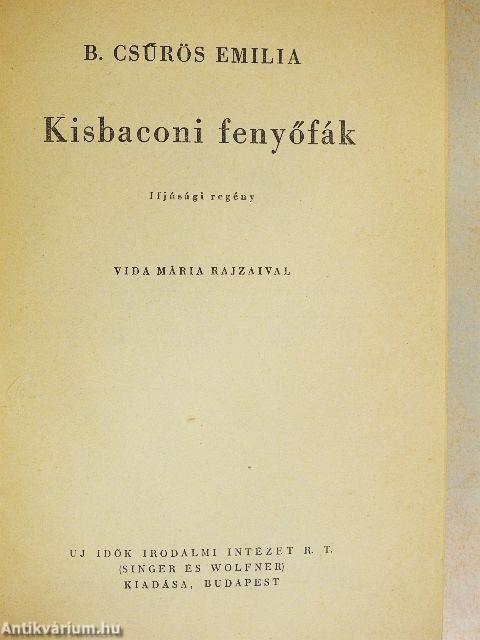 B. CSŰRÖS EMILIA
Kisbaconi fenyőfák
Ifjúsági regény
VIDA MÁRIA RAJZAIVAL
UJ IDŐK IRODALMI INTÉZET R. T.
(SINGER ÉS WOLFNER)
KIADÁSA, BUDAPEST
Antikvárium.hu